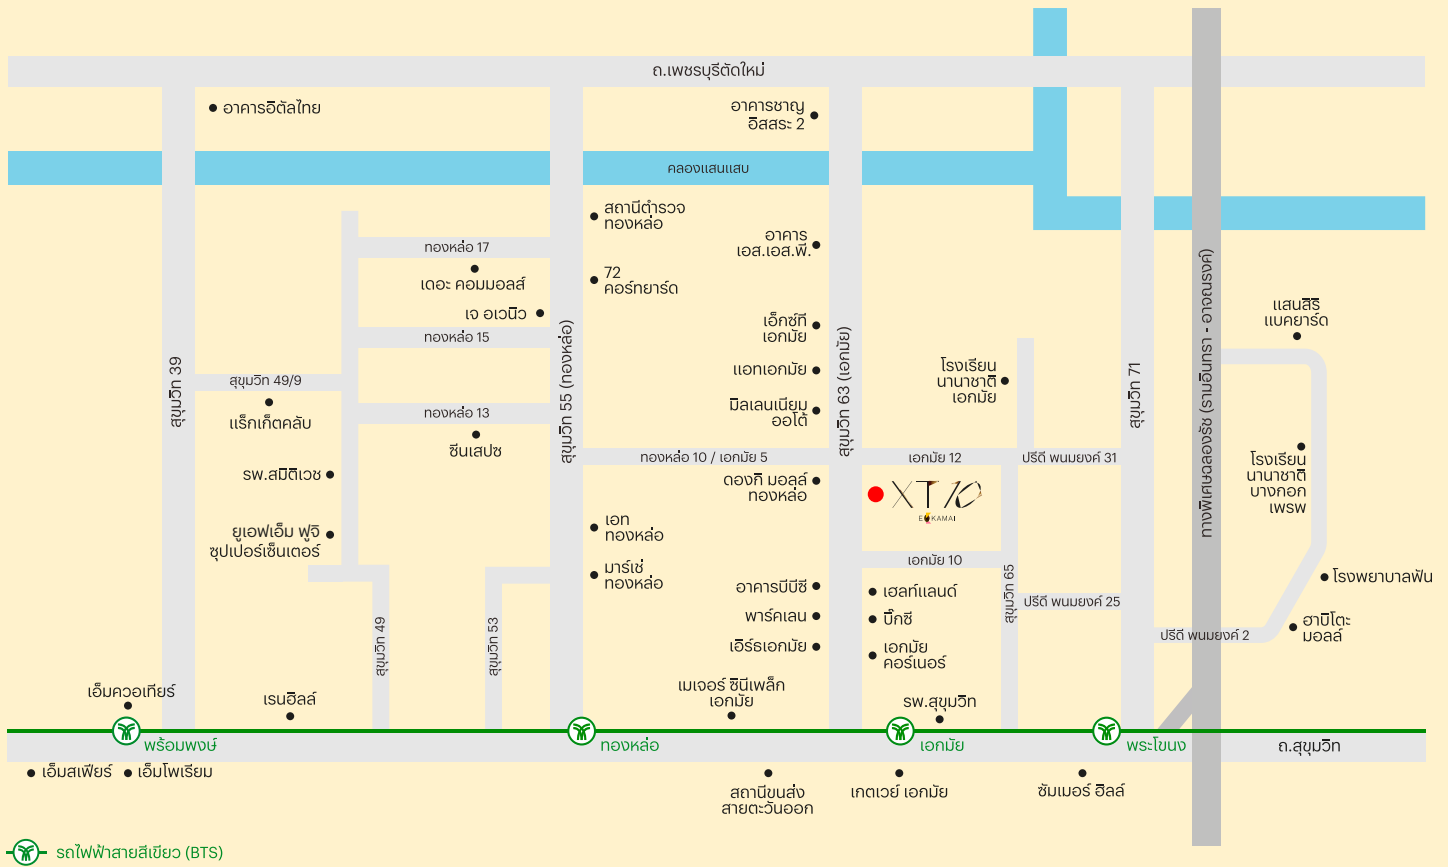 ถ.เพชรบุรีตัดใหม่
อาคารอิตัลไทย
อาคารชาญ
อิสสระ 2
คลองแสนแสบ
สถานีตำรวจ
ทองหล่อ
อาคาร
เอส.เอส.พี.
ทองหล่อ 17
เดอะ คอมมอลส์
72
คอร์ทยาร์ด
เจ อเวนิว
ทองหล่อ 15
เอ็กซ์ที
เอกมัย
แอทเอกมัย
มิลเลนเนียม
ออโต้
สุขุมวิท 39
สุขุมวิท 49/9
แร็กเก็ตคลับ
ทองหล่อ 13
ซีนเสปซ
สุขุมวิท 55 (ทองหล่อ)
สุขุมวิท 63 (เอกมัย)
โรงเรียน
นานาชาติ
เอกมัย
สุขุมวิท 71
ทางพิเศษฉลองรัช (รามอินทรา - อาจณรงค์)
แสนสิริ
แบคยาร์ด
รพ.สมิติเวช
ทองหล่อ 10 / เอกมัย 5
เอกมัย 12
ปรีดี พนมยงค์ 31
โรงเรียน
นานาชาติ
บางกอก
เพรพ
ดองกิ มอลล์
ทองหล่อ
XT10
EKKAMAI
ยูเอฟเอ็ม ฟูจิ
ซุปเปอร์เซ็นเตอร์
เอท
ทองหล่อ
มาร์เช่
ทองหล่อ
เอกมัย 10
สุขุมวิท 65
อาคารบีบีซี
พาร์คเลน
เอิร์ธเอกมัย
เฮลท์แลนด์
บิ๊กซี
เอกมัย
คอร์เนอร์
ปรีดี พนมยงค์ 25
โรงพยาบาลฟัน
ฮาบิโตะ
มอลล์
ปรีดี พนมยงค์ 2
สุขุมวิท 49
สุขุมวิท 53
เอ็มควอเทียร์
เรนฮิลล์
เมเจอร์ ซินีเพล็ก
เอกมัย
รพ.สุขุมวิท
พร้อมพงษ์
ทองหล่อ
เอกมัย
พระโขนง
ถ.สุขุมวิท
เอ็มสเฟียร์
เอ็มโพเรียม
สถานีขนส่ง
สายตะวันออก
เกตเวย์ เอกมัย
ซัมเมอร์ ฮิลล์
รถไฟฟ้าสายสีเขียว (BTS)